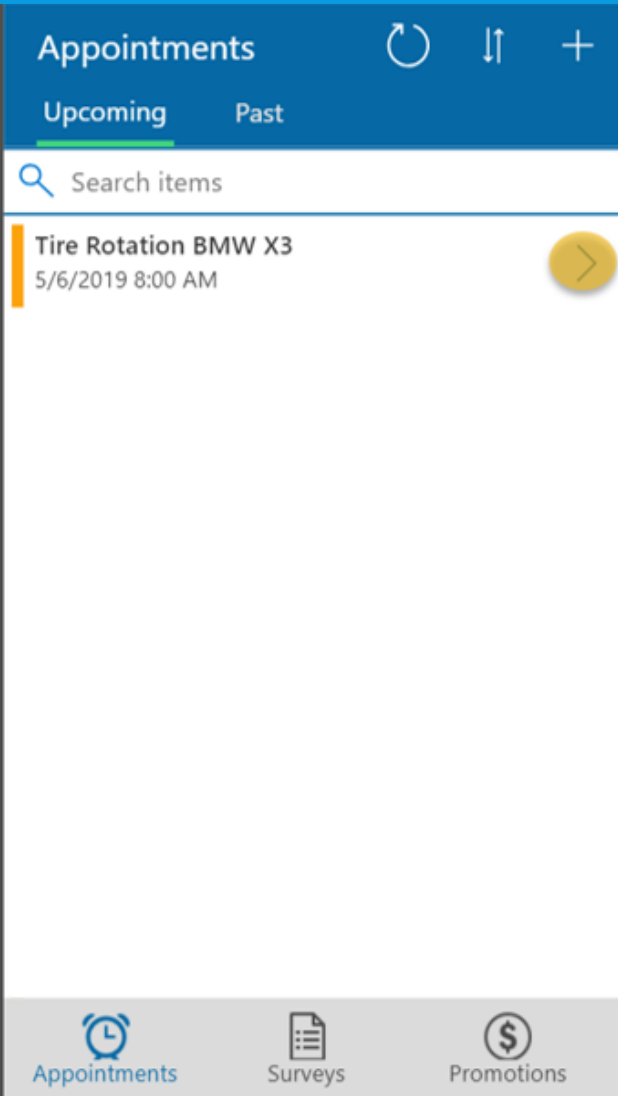 Appointments
Upcoming Past
Search items
Tire Rotation BMW X3
5/6/2019 8:00 AM
Appointments Surveys Promotions